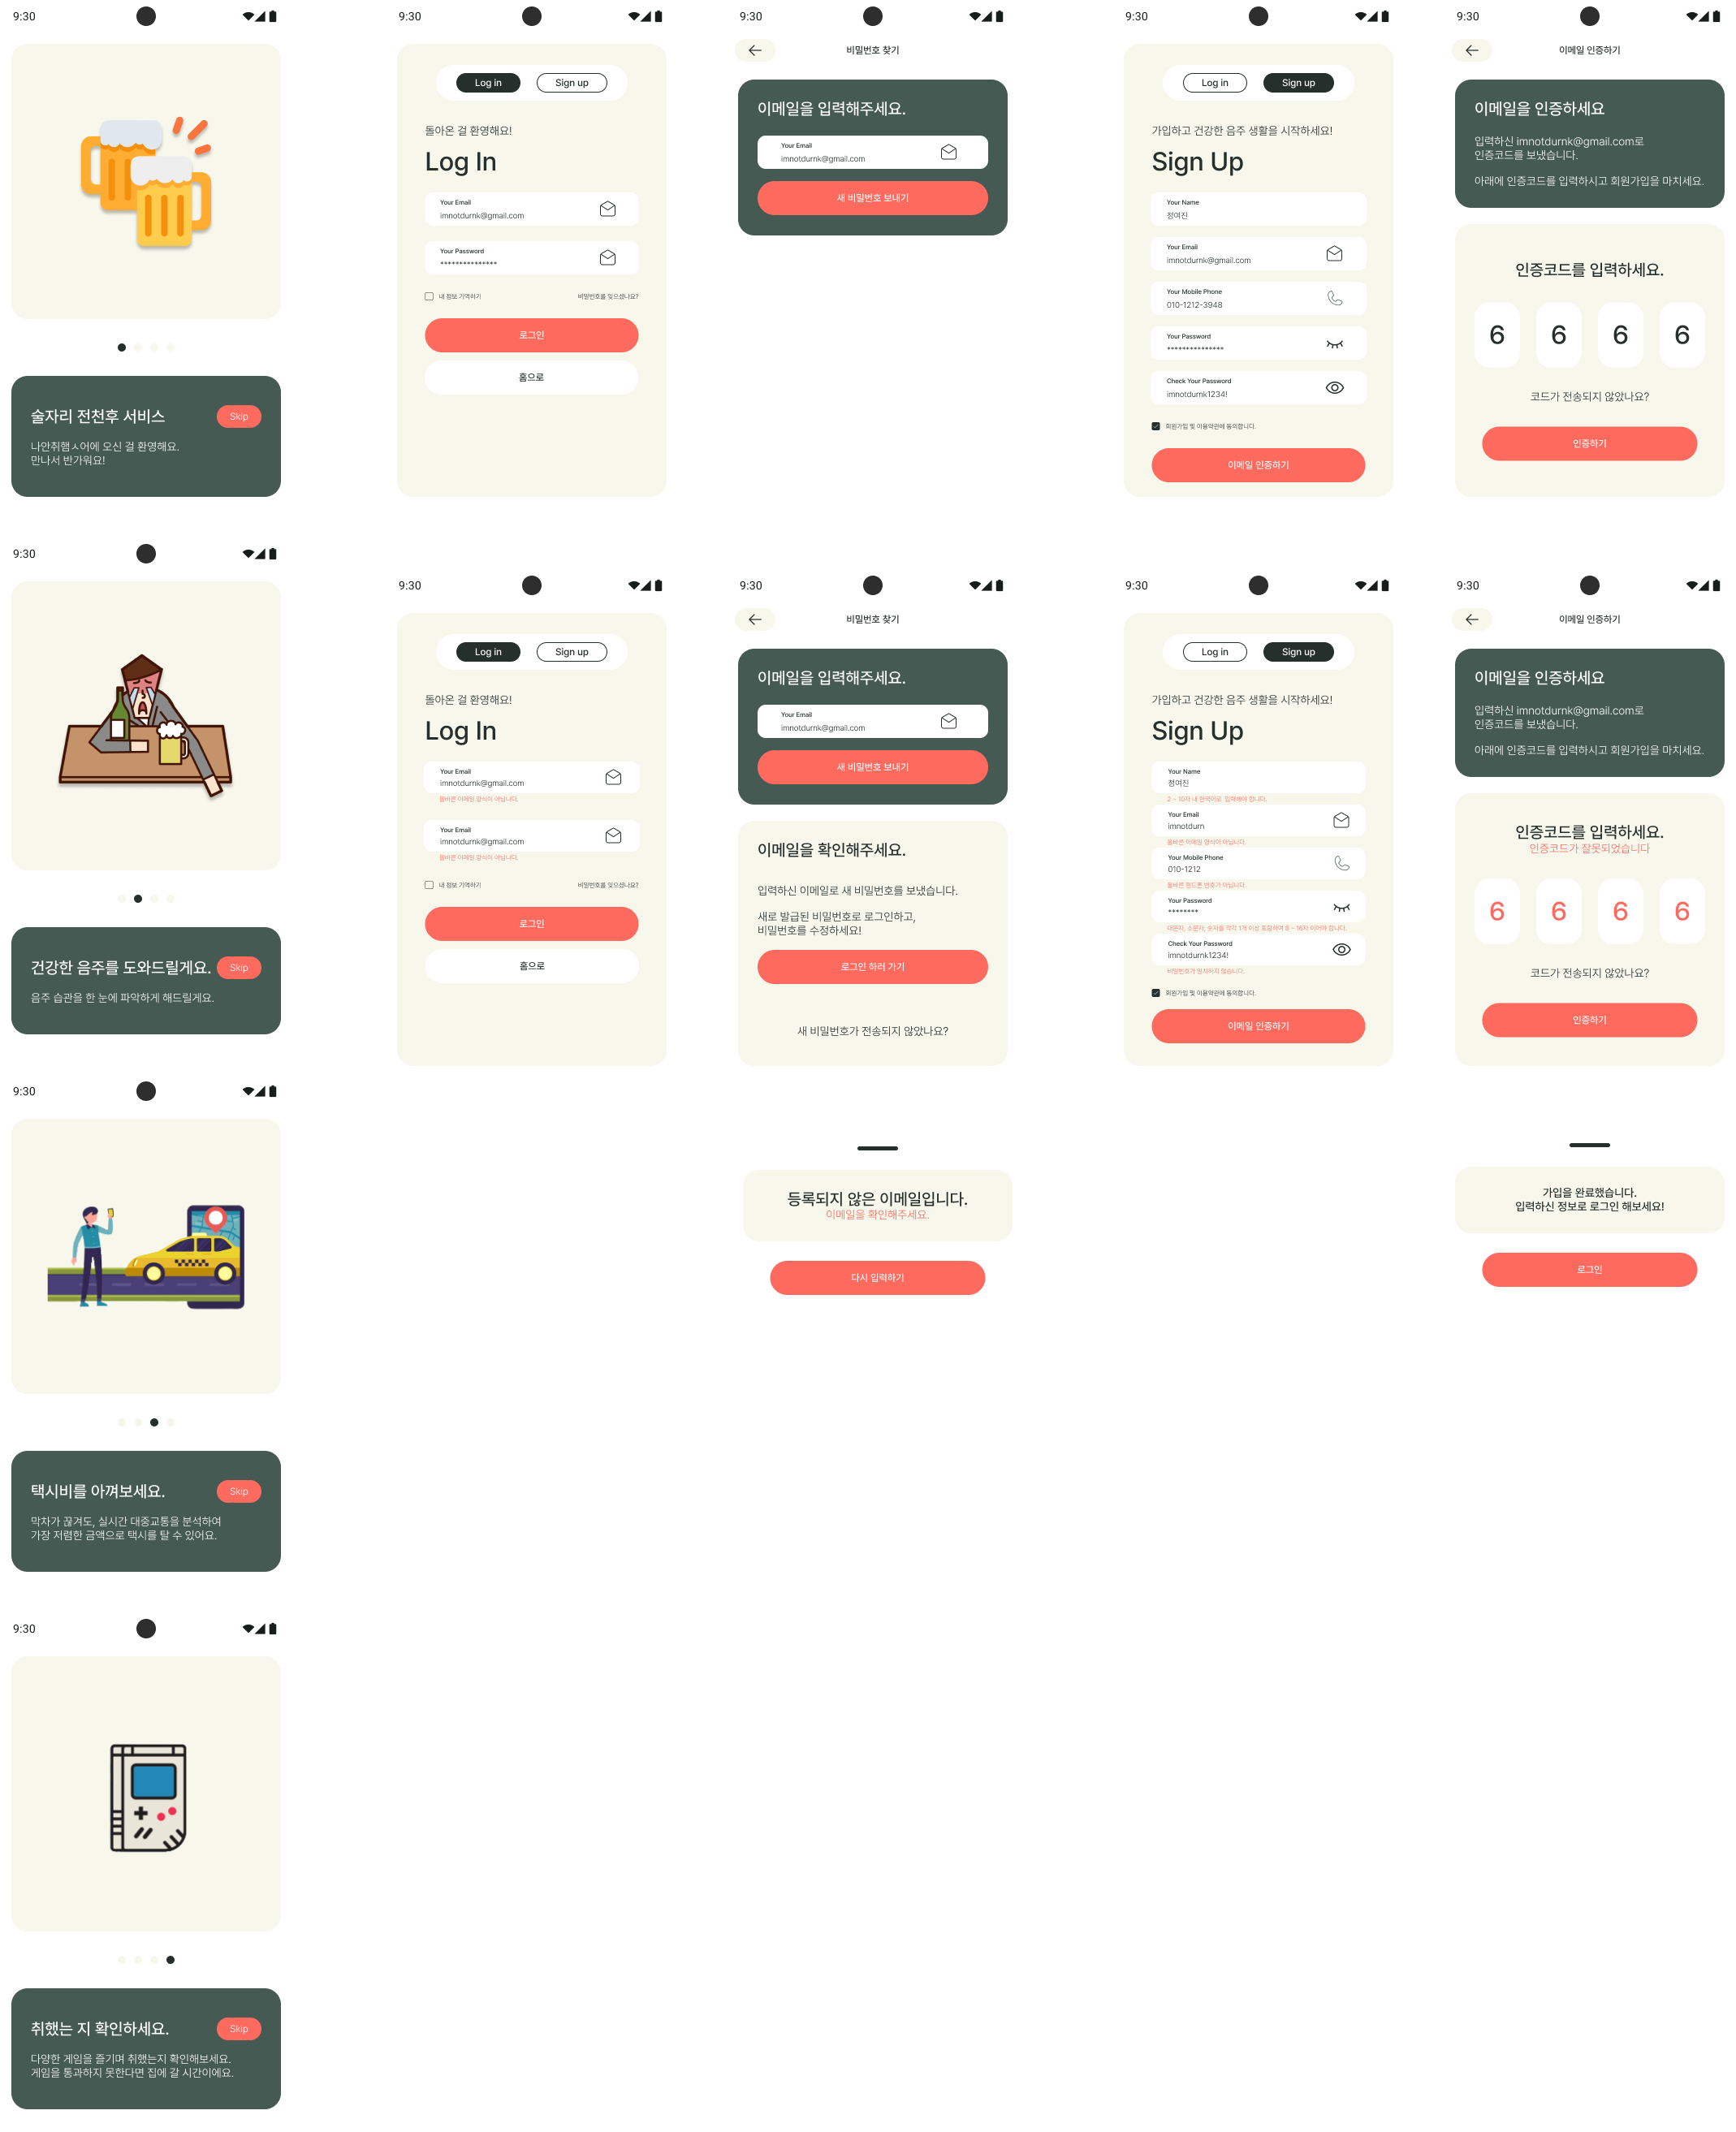 9:30
술자리 전천후 서비스
Skip
나안취햅ㅅ어에 오신 걸 환영해요.
만나서 반가워요!
9:30
건강한 음주를 도와드릴게요.
Skip
음주 습관을 한 눈에 파악하게 해드릴게요.
9:30
택시비를 아껴보세요.
Skip
막차가 끊겨도, 실시간 대중교통을 분석하여
가장 저렴한 금액으로 택시를 탈 수 있어요.
9:30
취했는 지 확인하세요.
Skip
다양한 게임을 즐기며 취했는지 확인해보세요.
게임을 통과하지 못한다면 집에 갈 시간이에요.
9:30
Log in
Sign up
돌아온 걸 환영해요!
Log In
Your Email
imnotdurnk@gmail.com
Your Password
***************
내 정보 기억하기
비밀번호를 잊으셨나요?
로그인
홈으로
9:30
Log in
Sign up
돌아온 걸 환영해요!
Log In
Your Email
imnotdurnk@gmail.com
올바른 이메일 양식이 아닙니다.
Your Email
imnotdurnk@gmail.com
올바른 이메일 양식이 아닙니다.
내 정보 기억하기
비밀번호를 잊으셨나요?
로그인
홈으로
9:30
비밀번호 찾기
이메일을 입력해주세요.
Your Email
imnotdurnk@gmail.com
새 비밀번호 보내기
9:30
비밀번호 찾기
이메일을 입력해주세요.
Your Email
imnotdurnk@gmail.com
새 비밀번호 보내기
이메일을 확인해주세요.
입력하신 이메일로 새 비밀번호를 보냈습니다.
새로 발급된 비밀번호로 로그인하고,
비밀번호를 수정하세요!
로그인 하러 가기
새 비밀번호가 전송되지 않았나요?
등록되지 않은 이메일입니다.
이메일을 확인해주세요.
다시 입력하기
9:30
Log in
Sign up
가입하고 건강한 음주 생활을 시작하세요!
Sign Up
Your Name
정여진
Your Email
imnotdurnk@gmail.com
Your Mobile Phone
010-1212-3948
Your Password
***************
Check Your Password
imnotdurnk1234!
회원가입 및 이용약관에 동의합니다.
이메일 인증하기
9:30
Log in
Sign up
가입하고 건강한 음주 생활을 시작하세요!
Sign Up
Your Name
정여진
2 ~ 10자 내 한국어로 입력해야 합니다.
Your Email
imnotdurn
올바른 이메일 양식이 아닙니다.
Your Mobile Phone
010-1212
올바른 핸드폰 번호가 아닙니다.
Your Password
********
대문자, 소문자, 숫자를 각각 1개 이상 포함하여 8 ~ 16자 이어야 합니다.
Check Your Password
imnotdurnk1234!
비밀번호가 일치하지 않습니다.
회원가입 및 이용약관에 동의합니다.
이메일 인증하기
9:30
이메일 인증하기
이메일을 인증하세요
입력하신 imnotdurnk@gmail.com로
인증코드를 보냈습니다.
아래에 인증코드를 입력하시고 회원가입을 마치세요.
인증코드를 입력하세요.
6 6 6 6
코드가 전송되지 않았나요?
인증하기
9:30
이메일 인증하기
이메일을 인증하세요
입력하신 imnotdurnk@gmail.com로
인증코드를 보냈습니다.
아래에 인증코드를 입력하시고 회원가입을 마치세요.
인증코드를 입력하세요.
인증코드가 잘못되었습니다
6 6 6 6
코드가 전송되지 않았나요?
인증하기
가입을 완료했습니다.
입력하신 정보로 로그인 해보세요!
로그인